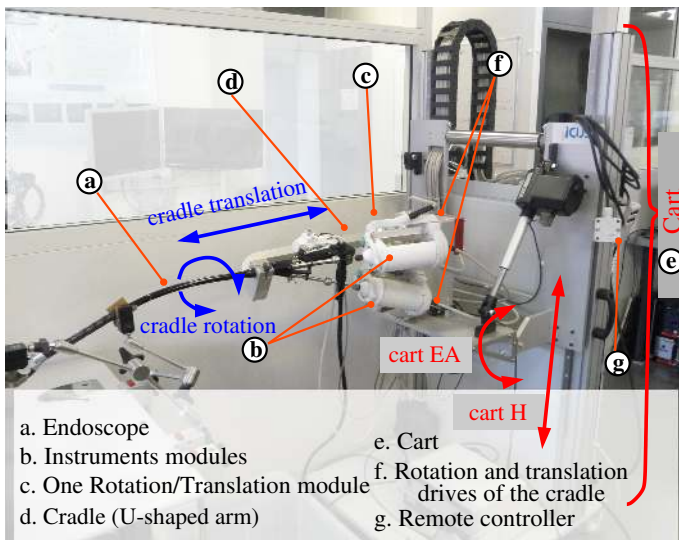 f
d
c
a
icube
cradle translation
Cart
e
cradle rotation
b
cart EA
g
cart H
a. Endoscope
b. Instruments modules
c. One Rotation/Translation module
d. Cradle (U-shaped arm)
e. Cart
f. Rotation and translation
drives of the cradle
g. Remote controller